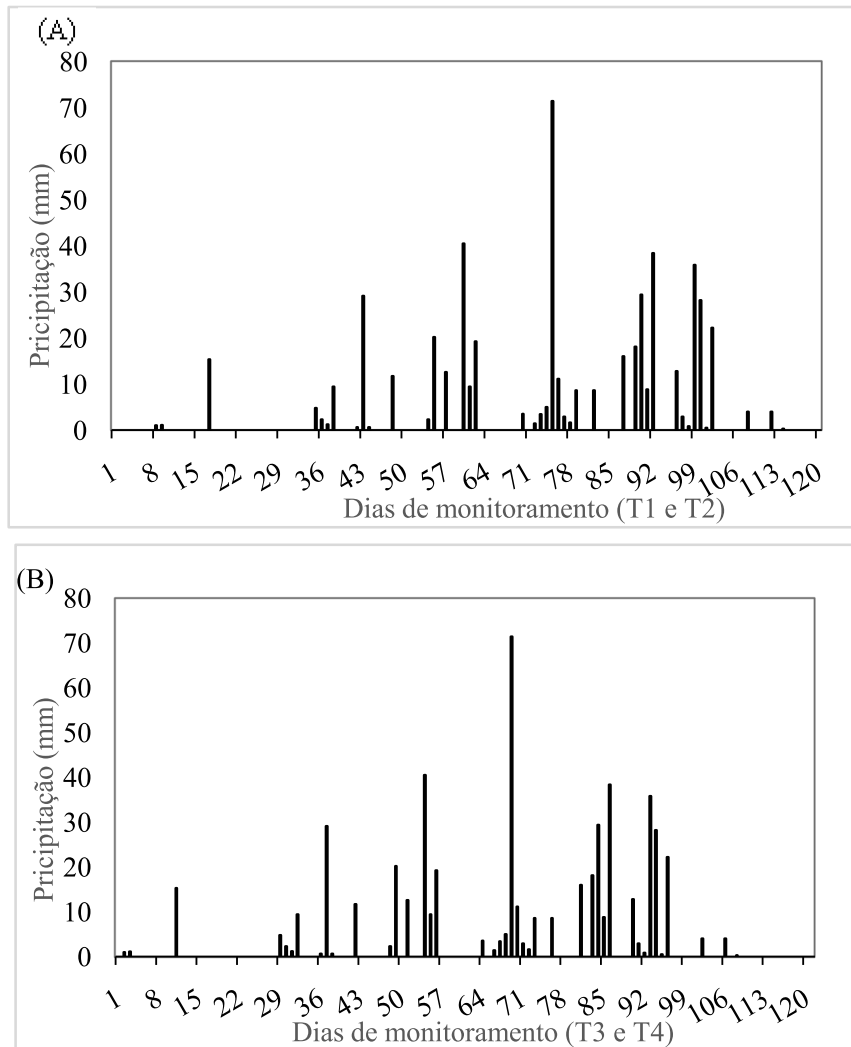 (A)
80
70
60
50
40
30
20
10
0
Pricipitação (mm)
1 8 15 22 29 36 43 50 57 64 71 78 85 92 99 106 113 120
Dias de monitoramento (T1 e T2)
(B)
80
70
60
50
40
30
20
10
0
Pricipitação (mm)
1 8 15 22 29 36 43 50 57 64 71 78 85 92 99 106 113 120
Dias de monitoramento (T3 e T4)